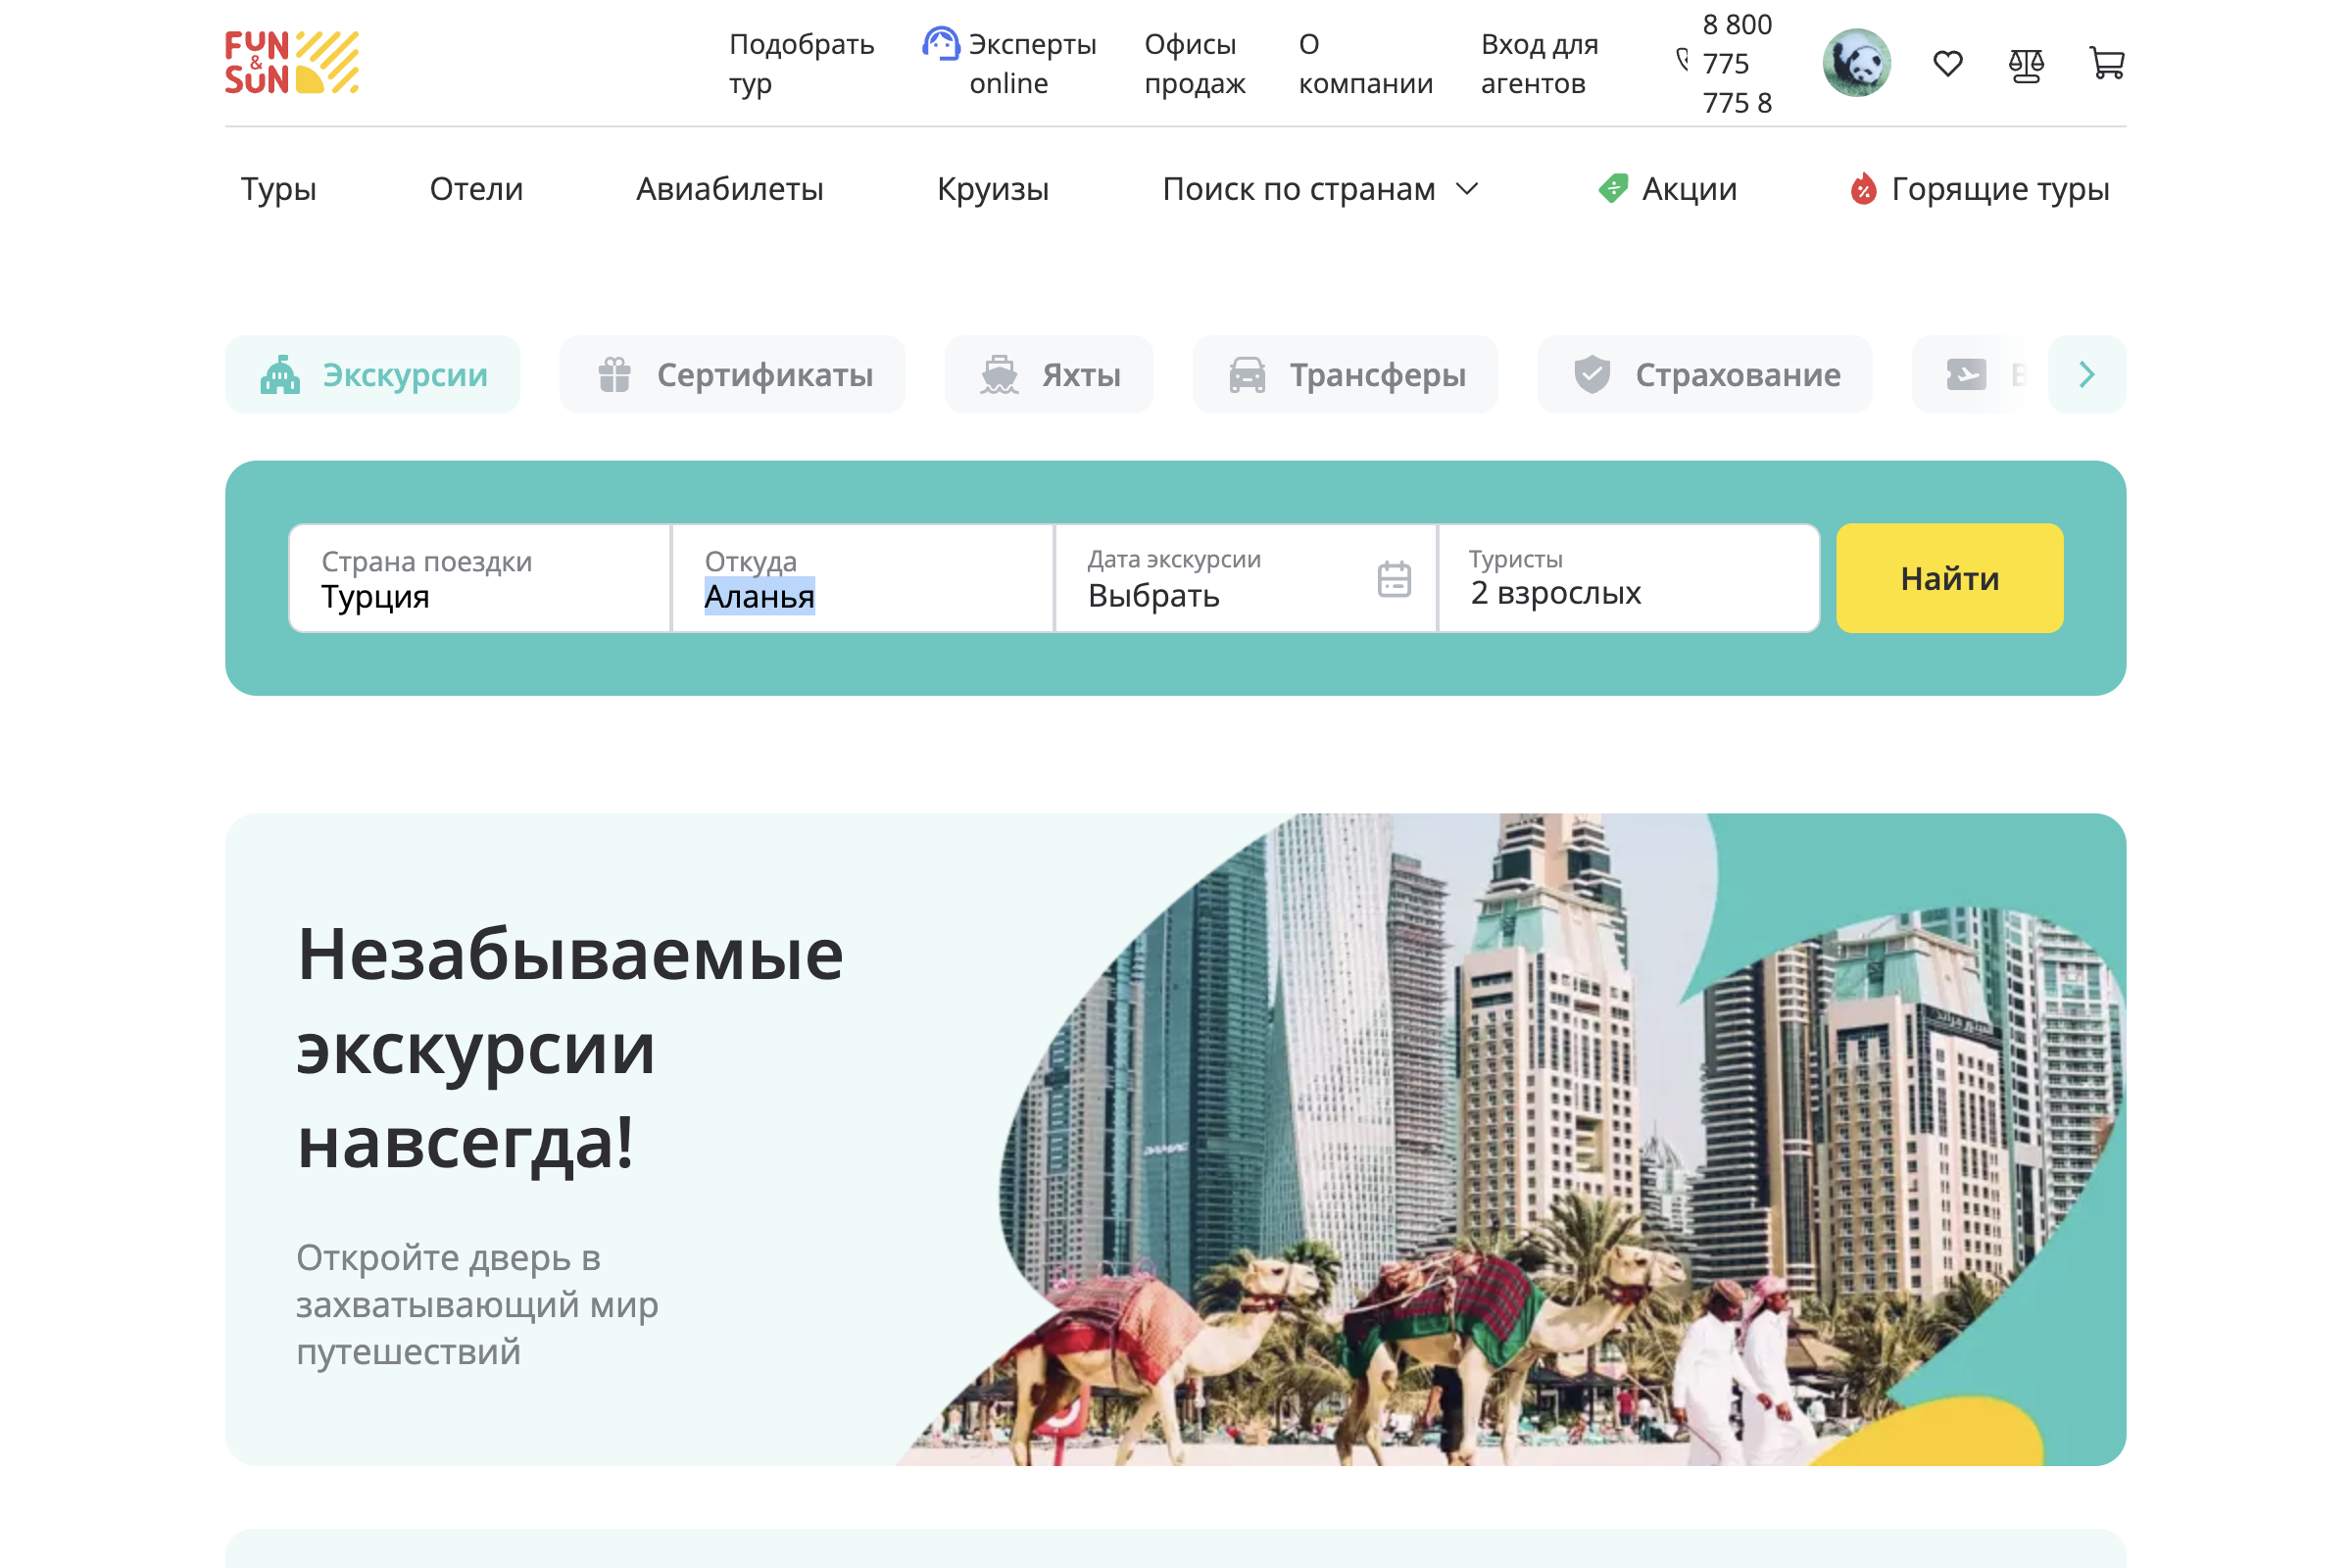 FUN
&
SUN
Подобрать
тур
Эксперты
online
Офисы
продаж
О
компании
Вход для
агентов
8 800
775
775 8
Туры
Отели
Авиабилеты
Круизы
Поиск по странам
Акции
Горящие туры
Экскурсии
Сертификаты
Яхты
Трансферы
Страхование
Страна поездки
Турция
Откуда
Аланья
Дата экскурсии
Выбрать
Туристы
2 взрослых
Найти
Незабываемые
экскурсии
навсегда!
Откройте дверь в
захватывающий мир
путешествий